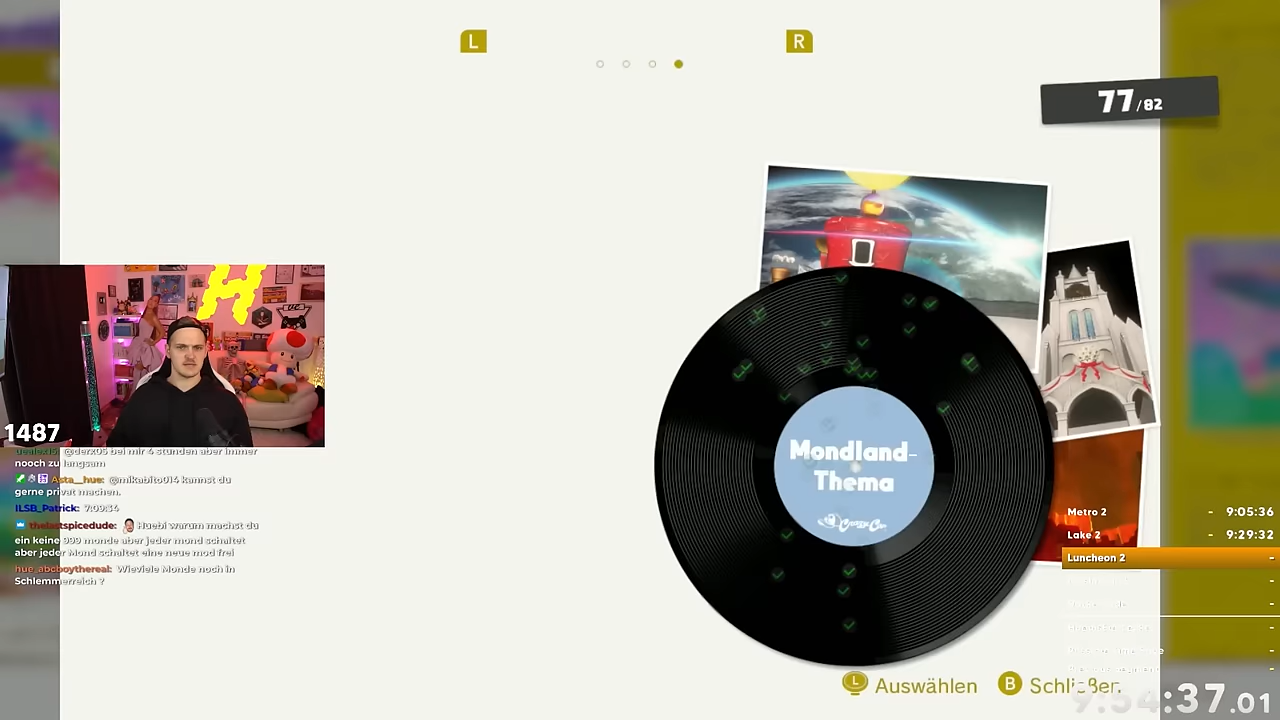 L
R
77/82
Mondland-
Thema
1487
@derx05 bei mir 4 stunden aber immer
nooch zu langsam
Asta__hue: @mikabito014 kannst du
gerne privat machen.
ILSB_Patrick: 7:09:34
thelastspicedude: Huebi warum machst du
ein keine 999 monde aber jeder mond schaltet
aber jeder Mond schaltet eine neue mod frei
hue_abcboythereal: Wieviele Monde noch in
Schlemmerreich ?
Metro 2 - 9:05:36
Lake 2 - 9:29:32
Luncheon 2 -
L Auswählen B Schließen
9:54:37.01